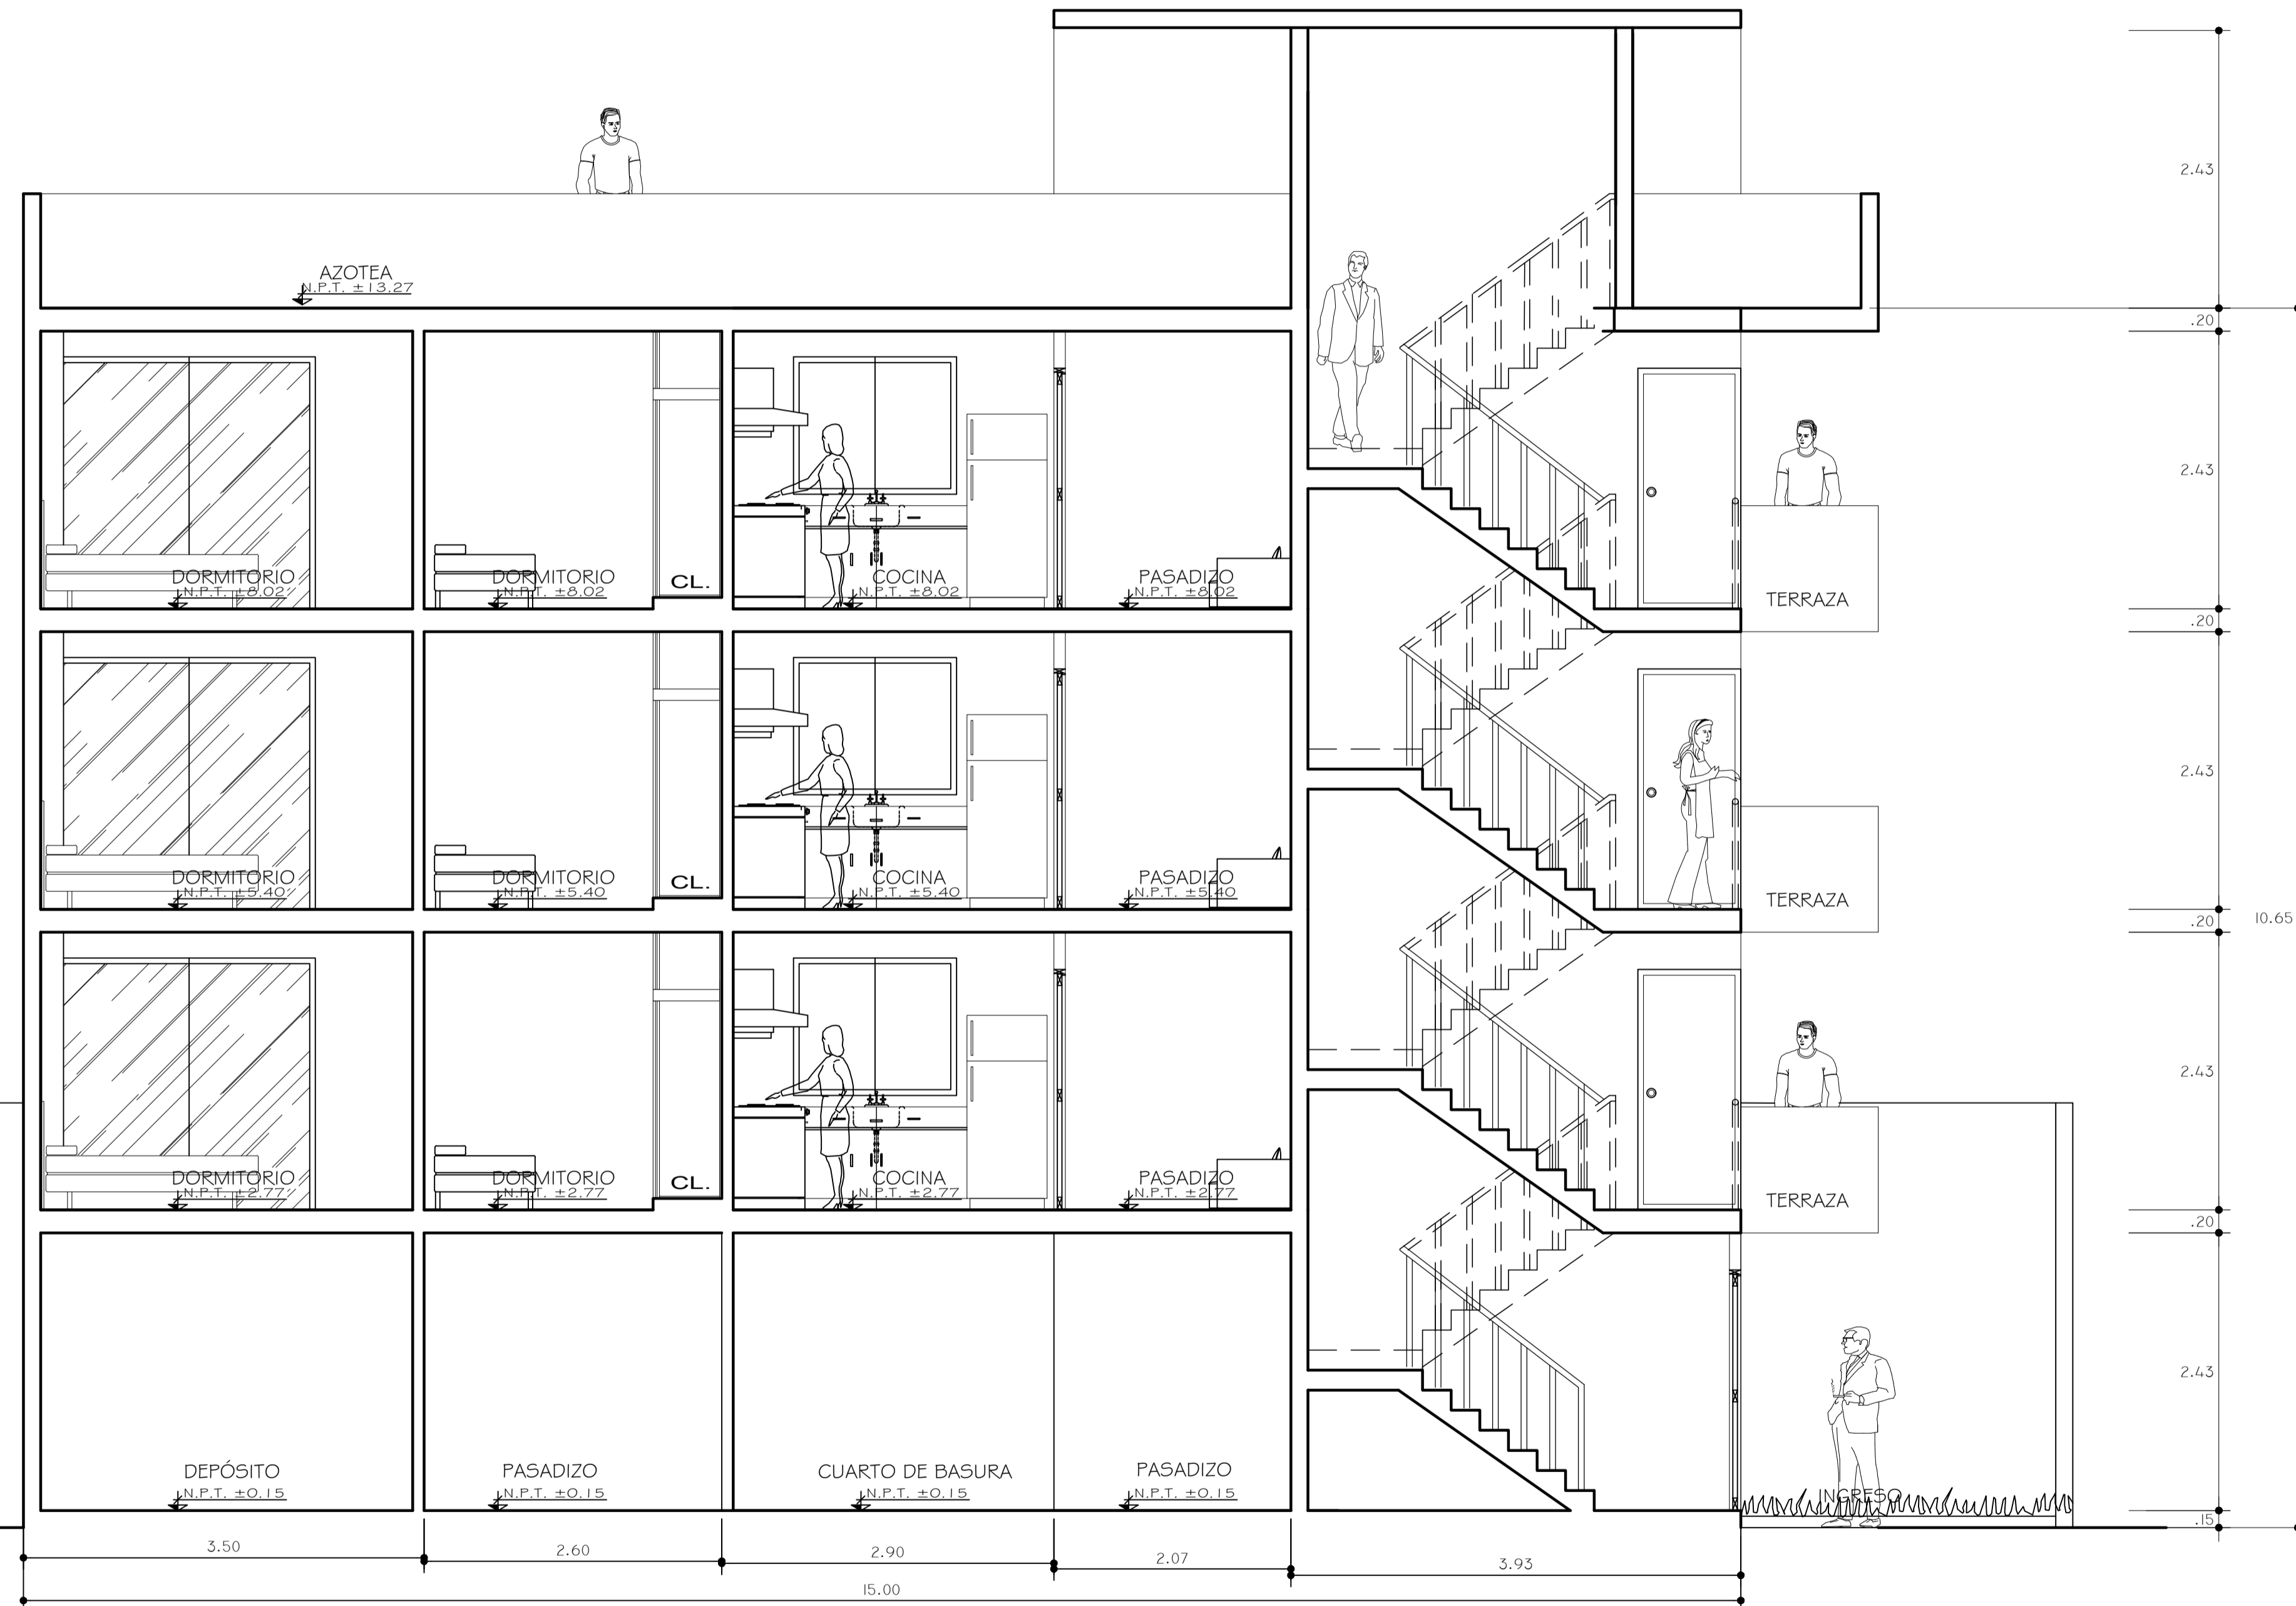 2.43
AZOTEA
N.P.T. ±13.27
.20
2.43
DORMITORIO
N.P.T. ±8.02
DORMITORIO
N.P.T. ±8.02
CL.
COCINA
N.P.T. ±8.02
PASADIZO
N.P.T. ±8.02
TERRAZA
.20
2.43
DORMITORIO
N.P.T. ±5.40
DORMITORIO
N.P.T. ±5.40
CL.
COCINA
N.P.T. ±5.40
PASADIZO
N.P.T. ±5.40
TERRAZA
.20
10.65
2.43
DORMITORIO
N.P.T. ±2.77
DORMITORIO
N.P.T. ±2.77
CL.
COCINA
N.P.T. ±2.77
PASADIZO
N.P.T. ±2.77
TERRAZA
.20
2.43
DEPÓSITO
N.P.T. ±0.15
PASADIZO
N.P.T. ±0.15
CUARTO DE BASURA
N.P.T. ±0.15
PASADIZO
N.P.T. ±0.15
INGRESO
.15
3.50
2.60
2.90
2.07
3.93
15.00